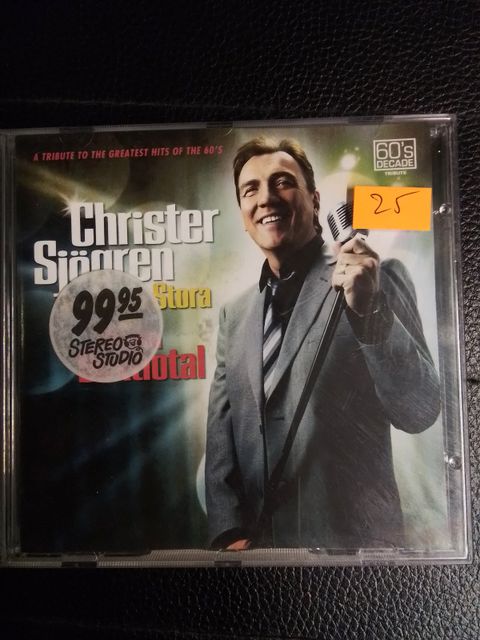 A TRIBUTE TO THE GREATEST HITS OF THE 60'S
60's
DECADE
TRIBUTE
25
Christer
Sjögren
Stora
99 95
STEREO
STUDIO